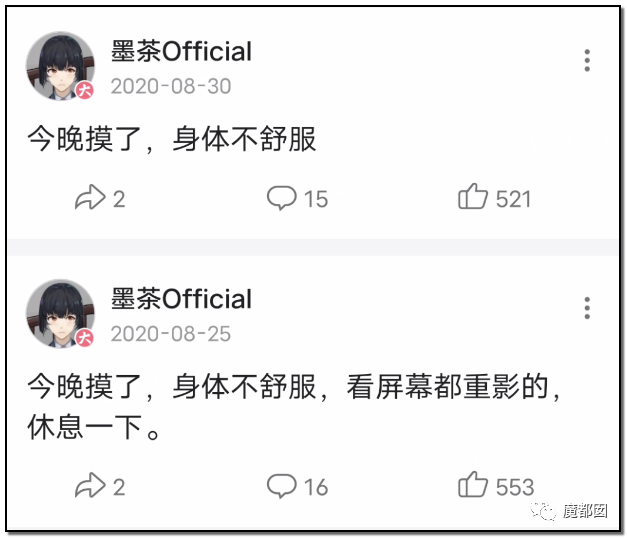 墨茶Official
2020-08-30
今晚摸了，身体不舒服
2
15
521
墨茶Official
2020-08-25
今晚摸了，身体不舒服，看屏幕都重影的，
休息一下。
2
16
553
大
大
魔都囡